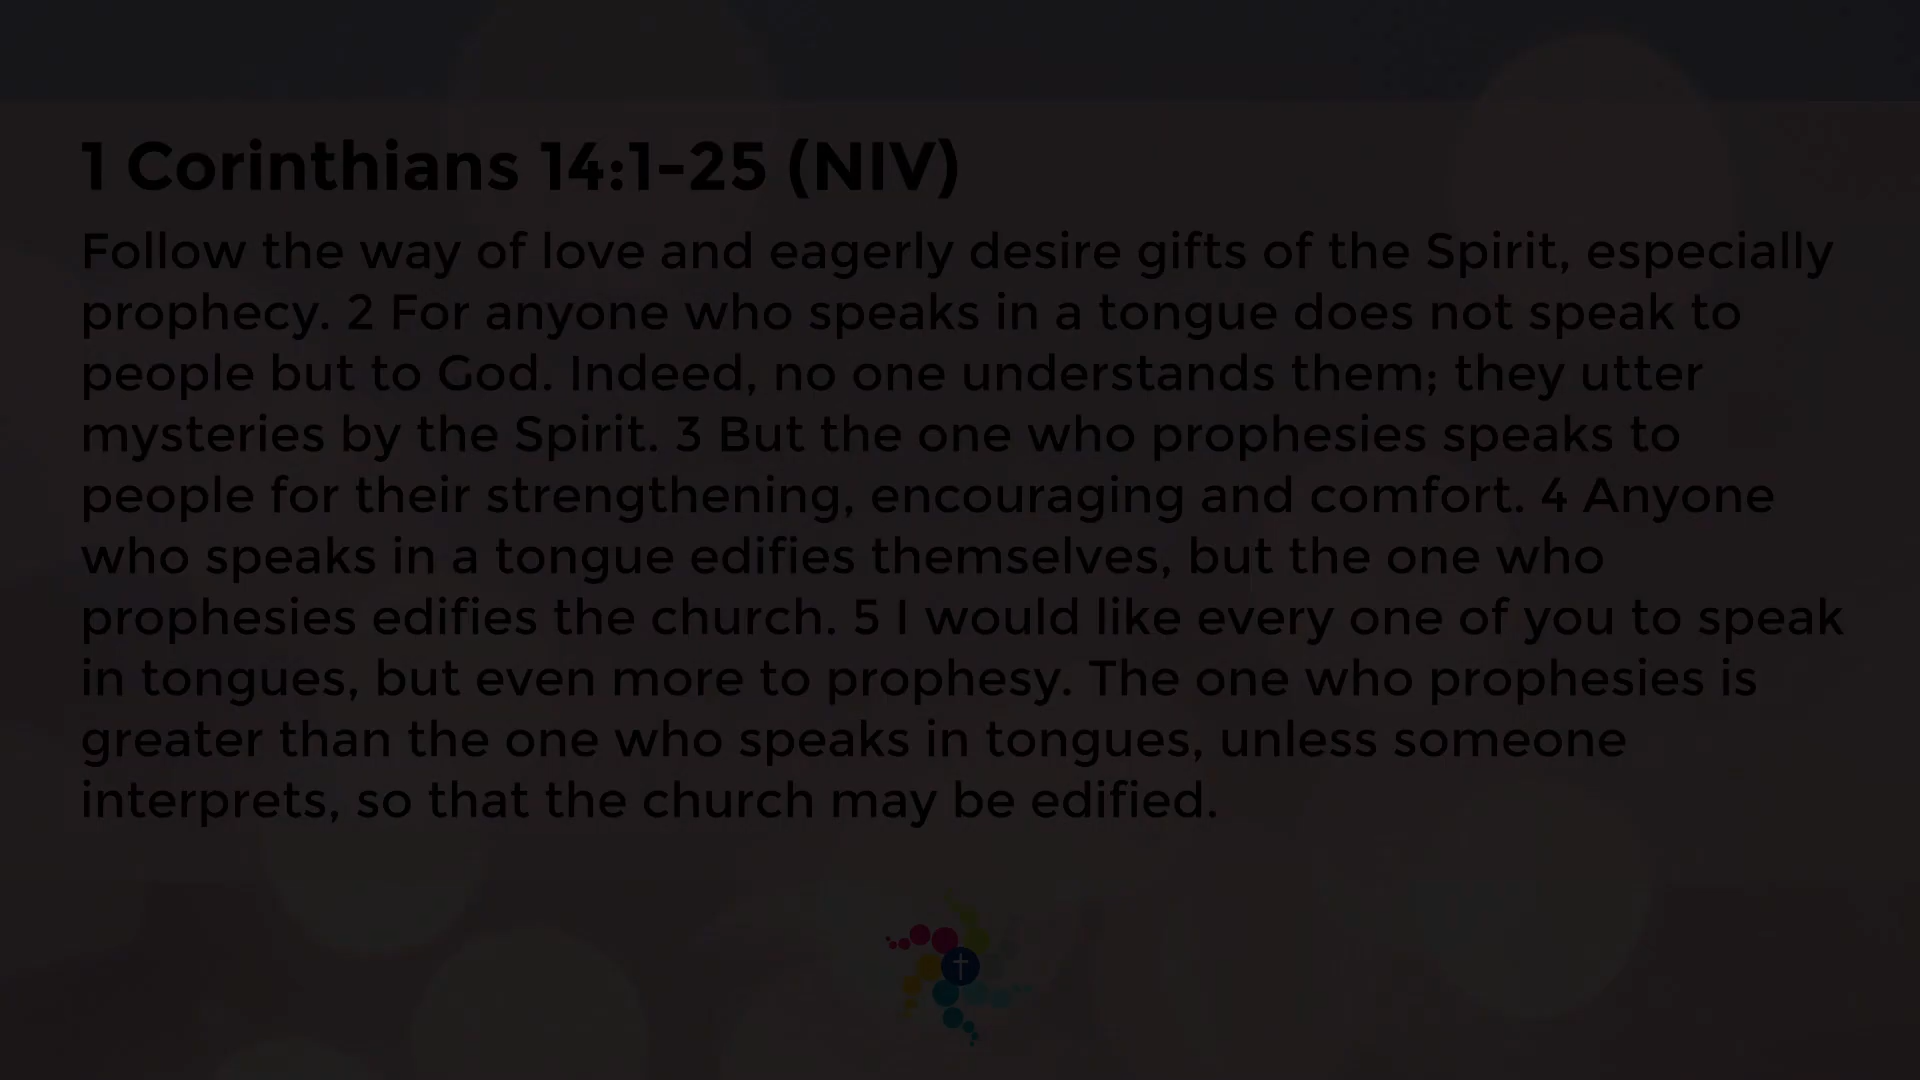 1 Corinthians 14:1-25 (NIV)
Follow the way of love and eagerly desire gifts of the Spirit, especially
prophecy. 2 For anyone who speaks in a tongue does not speak to
people but to God. Indeed, no one understands them; they utter
mysteries by the Spirit. 3 But the one who prophesies speaks to
people for their strengthening, encouraging and comfort. 4 Anyone
who speaks in a tongue edifies themselves, but the one who
prophesies edifies the church. 5 I would like every one of you to speak
in tongues, but even more to prophesy. The one who prophesies is
greater than the one who speaks in tongues, unless someone
interprets, so that the church may be edified.